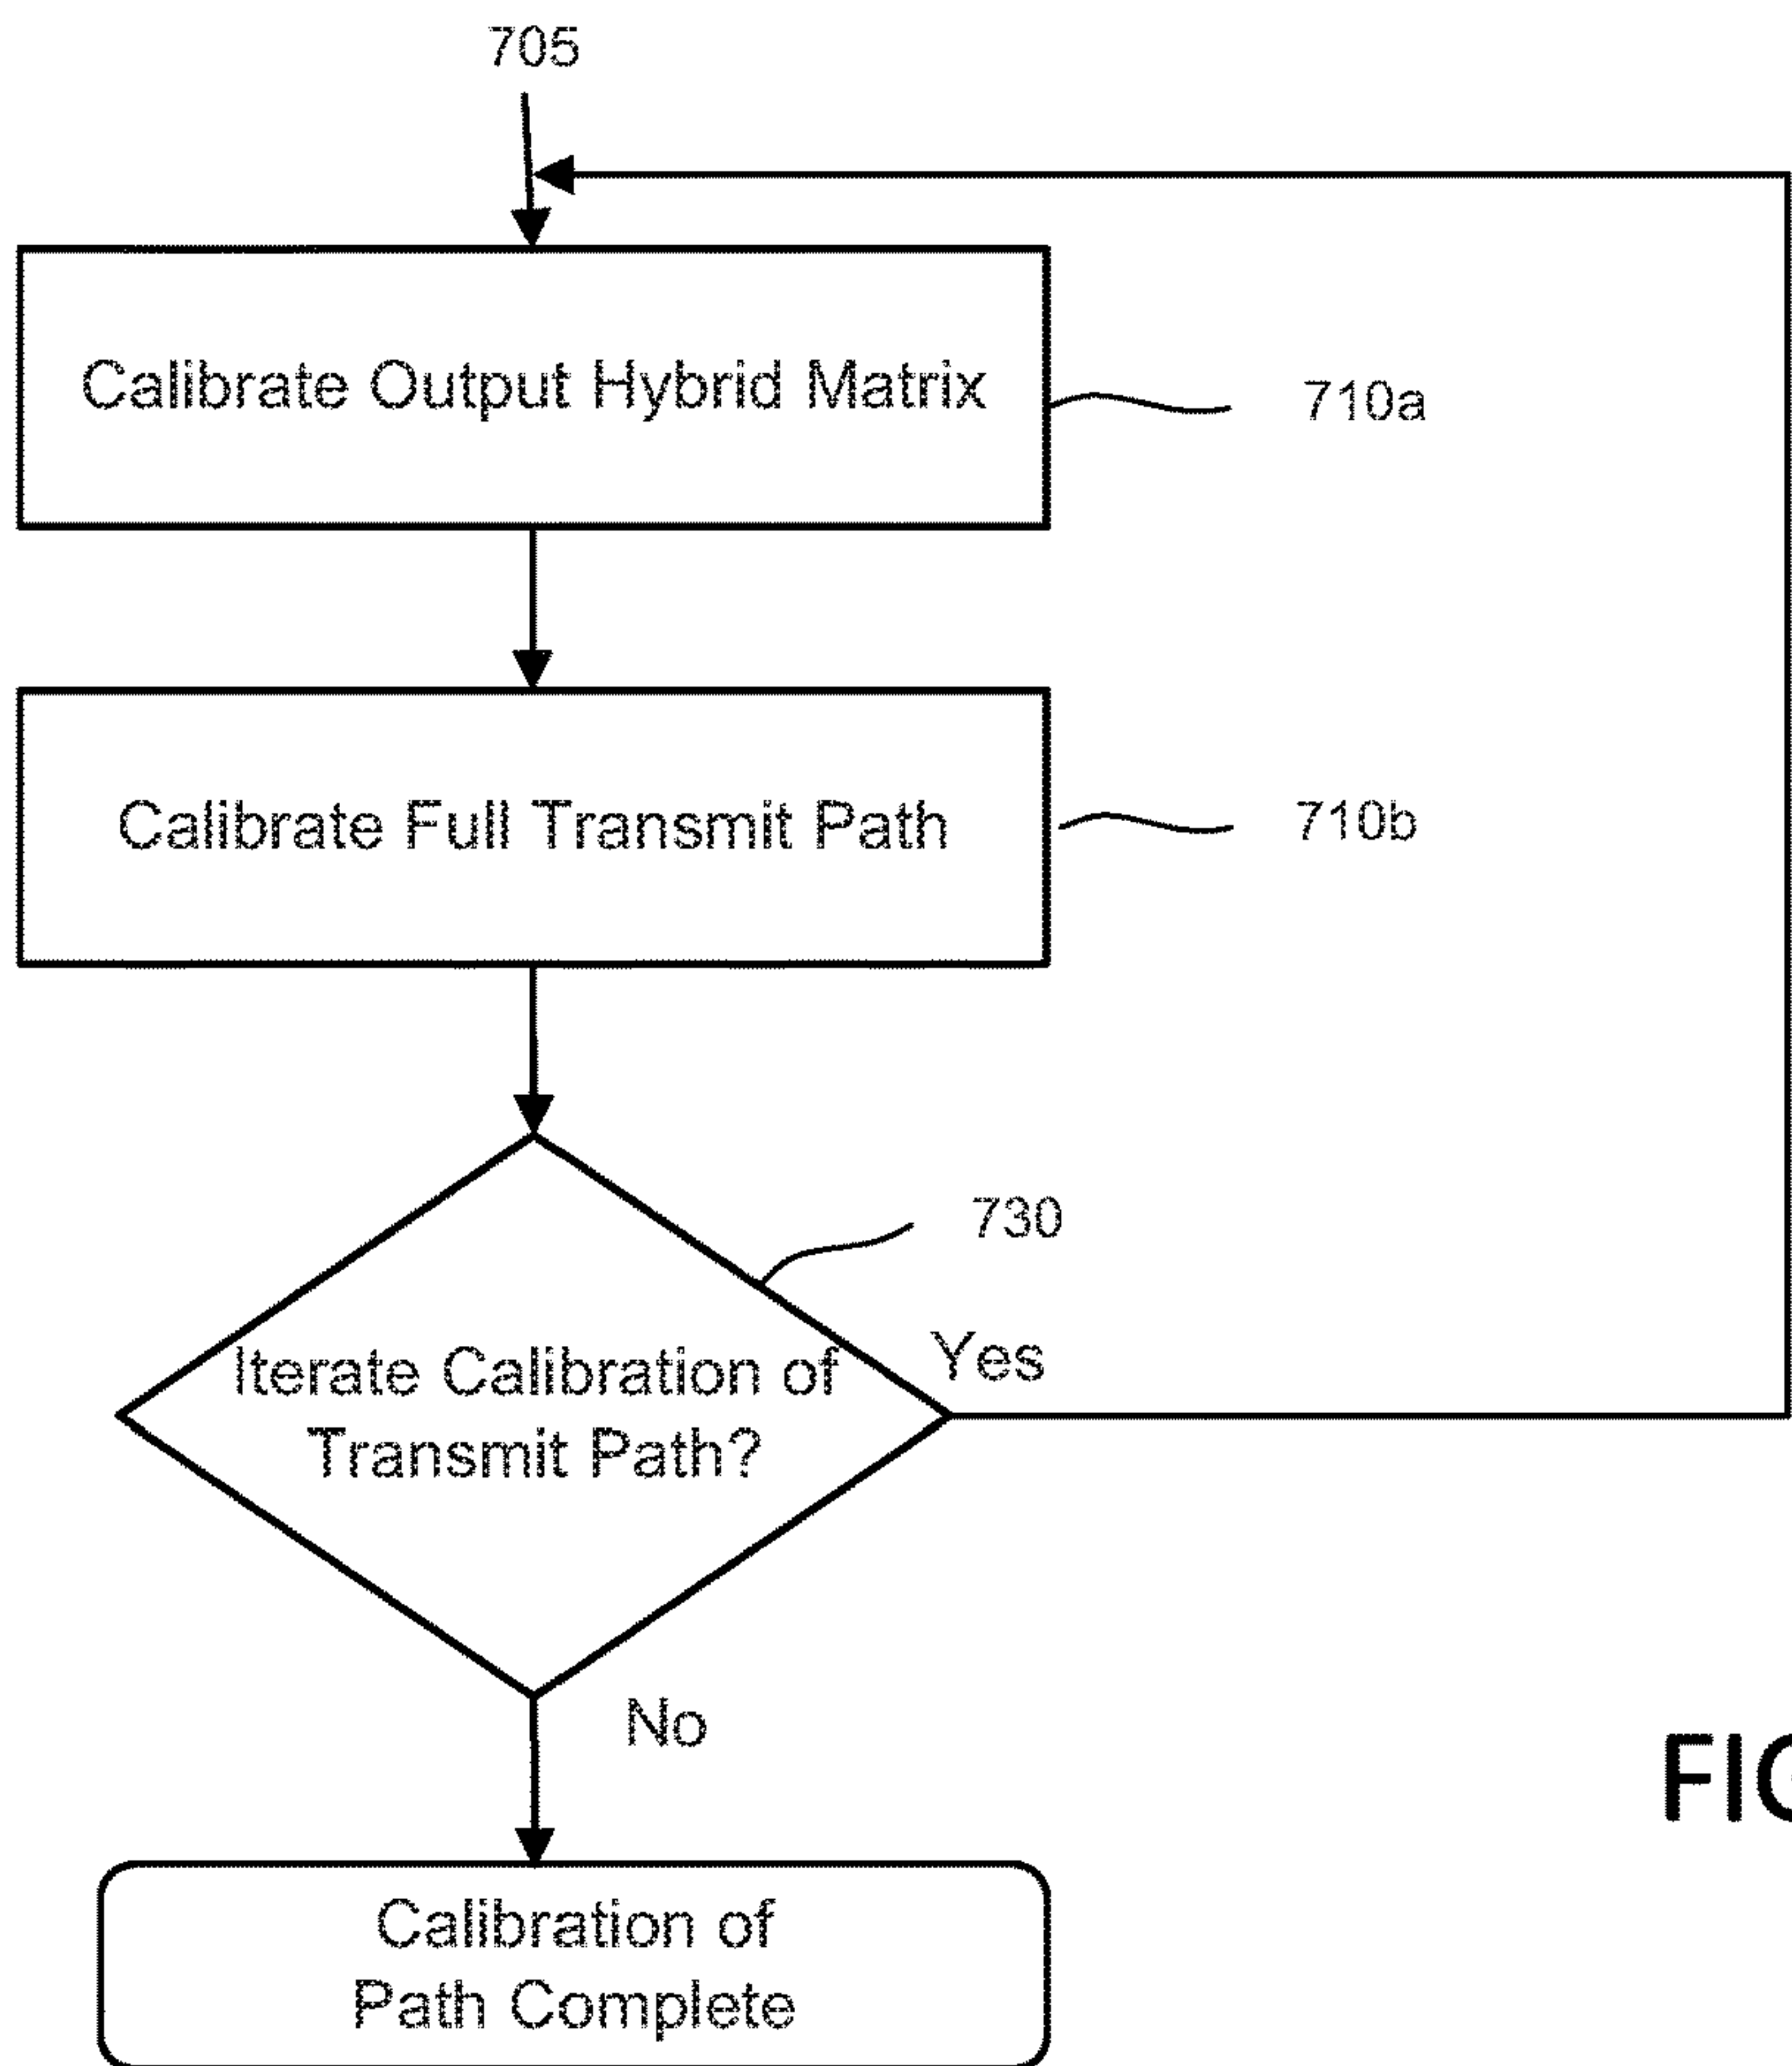 705
Calibrate Output Hybrid Matrix
710a
Calibrate Full Transmit Path
710b
730
Iterate Calibration of
Transmit Path?
Yes
No
Calibration of
Path Complete